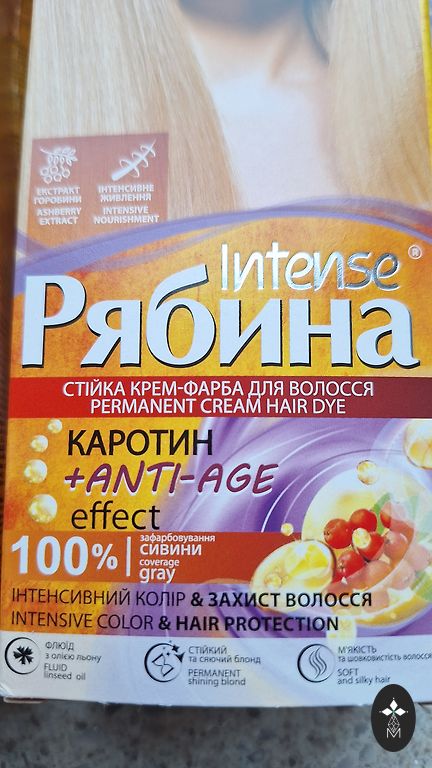 ЕКСТРАКТ
ГОРОБИНИ
ASHBERRY
EXTRACT
ІНТЕНСИВНЕ
ЖИВЛЕННЯ
INTENSIVE
NOURISHMENT
Intense®
Рябина
СТІЙКА КРЕМ-ФАРБА ДЛЯ ВОЛОССЯ
PERMANENT CREAM HAIR DYE
КАРОТИН
+ANTI-AGE
effect
100%
зафарбовування
СИВИНИ
coverage
gray
ІНТЕНСИВНИЙ КОЛІР & ЗАХИСТ ВОЛОССЯ
INTENSIVE COLOR & HAIR PROTECTION
ФЛЮЇД
з олією льону
FLUID
linseed oil
СТІЙКИЙ
та сяючий блонд
PERMANENT
shining blond
М'ЯКІСТЬ
та шовковистість волосся
SOFT
and silky hair
M